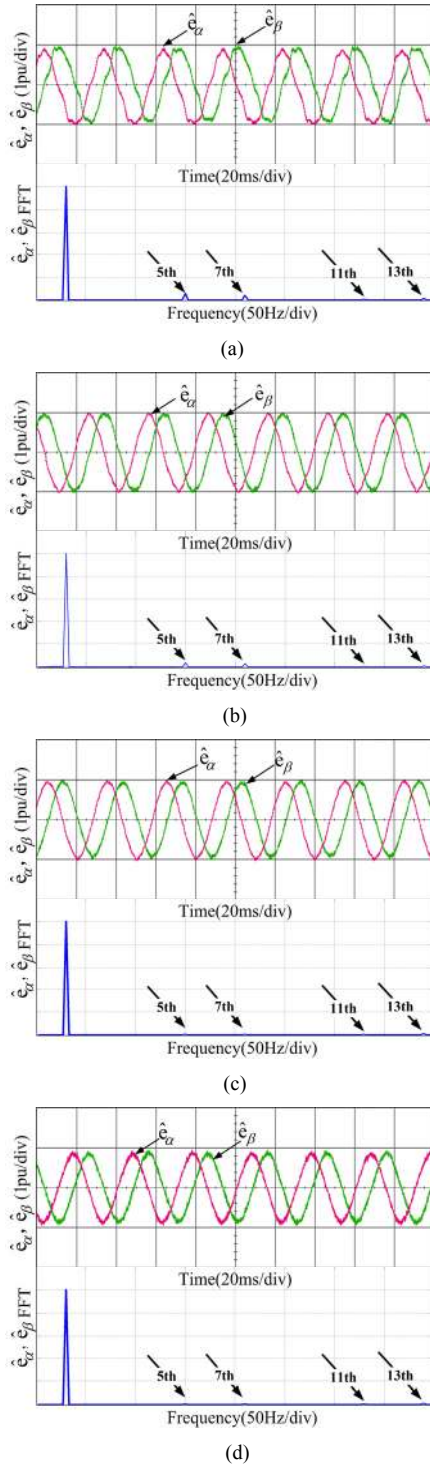 ê_α ê_β
ê_α, ê_β (1pu/div)
Time(20ms/div)
ê_α, ê_β FFT
5th 7th 11th 13th
Frequency(50Hz/div)
(a)
ê_α ê_β
ê_α, ê_β (1pu/div)
Time(20ms/div)
ê_α, ê_β FFT
5th 7th 11th 13th
Frequency(50Hz/div)
(b)
ê_α ê_β
ê_α, ê_β (1pu/div)
Time(20ms/div)
ê_α, ê_β FFT
5th 7th 11th 13th
Frequency(50Hz/div)
(c)
ê_α ê_β
ê_α, ê_β (1pu/div)
Time(20ms/div)
ê_α, ê_β FFT
5th 7th 11th 13th
Frequency(50Hz/div)
(d)